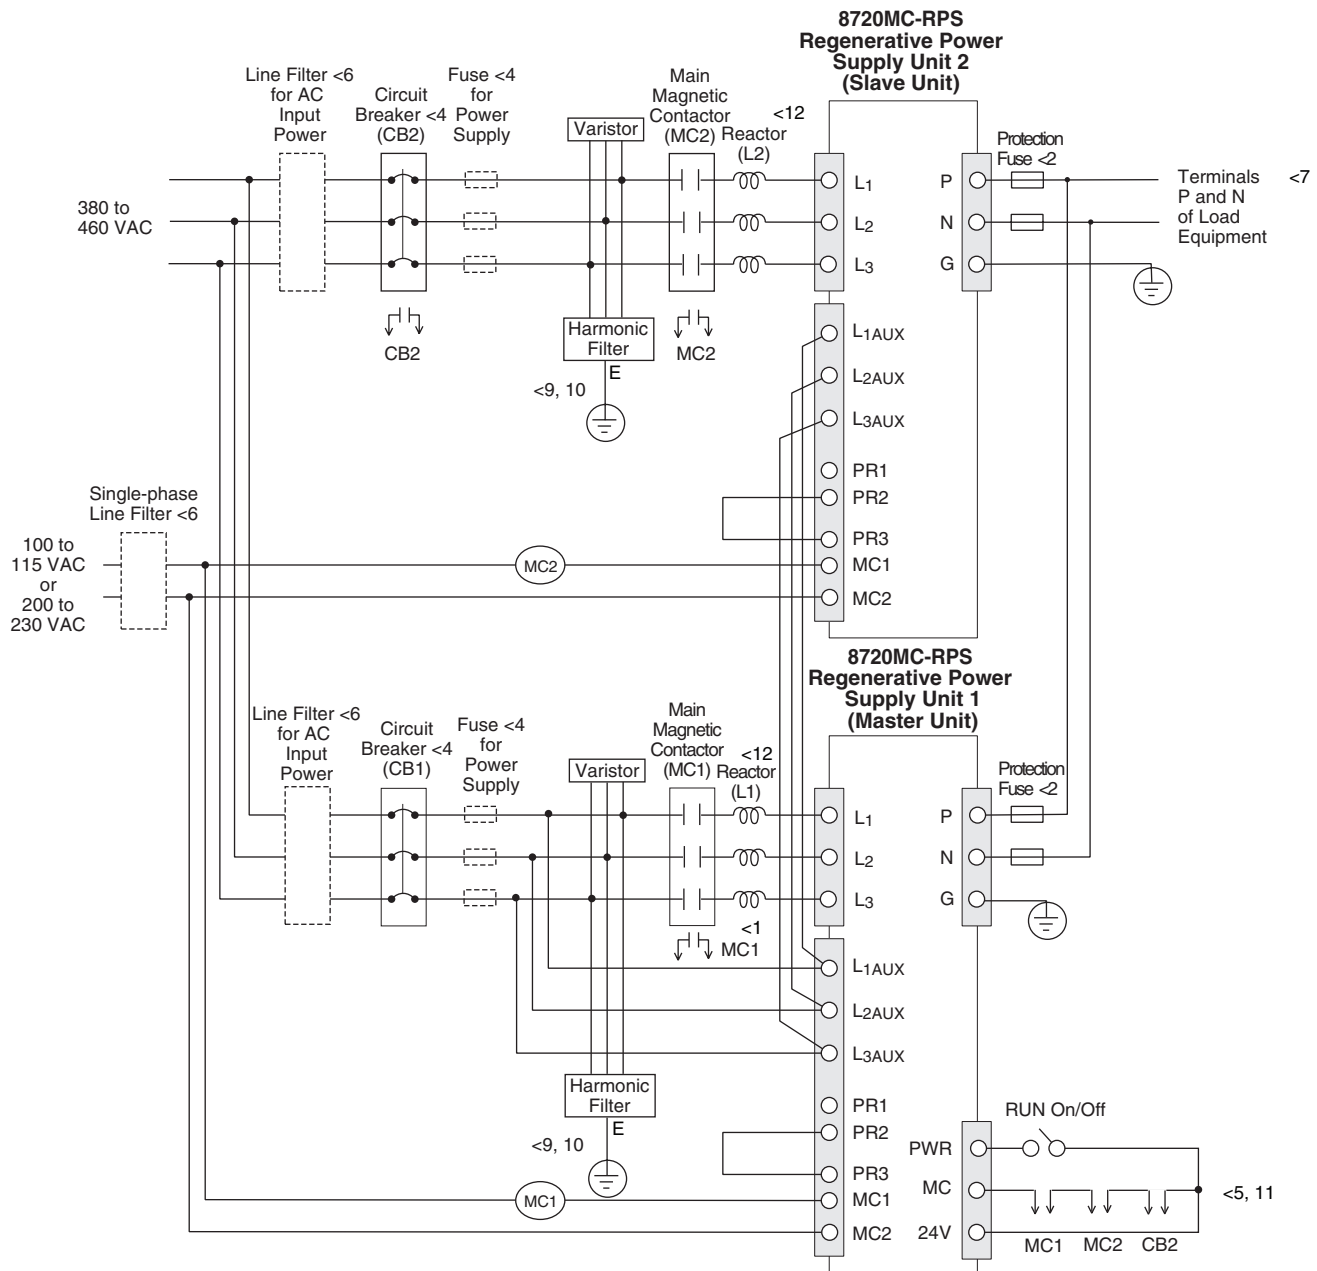 8720MC-RPS
Regenerative Power
Supply Unit 2
(Slave Unit)
Line Filter <6
for AC
Input
Power
Circuit
Breaker <4
(CB2)
Fuse <4
for
Power
Supply
Varistor
Main
Magnetic
Contactor
(MC2)
<12
Reactor
(L2)
Protection
Fuse <2
380 to
460 VAC
L1
L2
L3
P
N
G
Terminals
P and N
of Load
Equipment
<7
CB2
Harmonic
Filter
E
<9, 10
MC2
L1AUX
L2AUX
L3AUX
PR1
PR2
PR3
MC1
MC2
Single-phase
Line Filter <6
100 to
115 VAC
or
200 to
230 VAC
MC2
8720MC-RPS
Regenerative Power
Supply Unit 1
(Master Unit)
Line Filter <6
for AC
Input
Power
Circuit
Breaker <4
(CB1)
Fuse <4
for
Power
Supply
Varistor
Main
Magnetic
Contactor
(MC1)
<12
Reactor
(L1)
Protection
Fuse <2
L1
L2
L3
P
N
G
<1
MC1
L1AUX
L2AUX
L3AUX
Harmonic
Filter
E
<9, 10
PR1
PR2
PR3
MC1
MC2
MC1
RUN On/Off
PWR
MC
24V
MC1
MC2
CB2
<5, 11